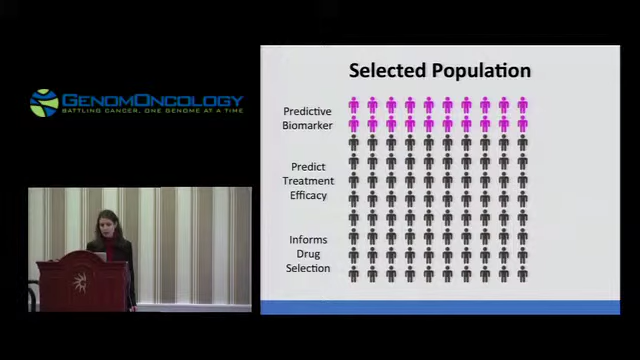 GENOMONCOLOGY
BATTLING CANCER, ONE GENOME AT A TIME
Selected Population
Predictive
Biomarker
Predict
Treatment
Efficacy
Informs
Drug
Selection